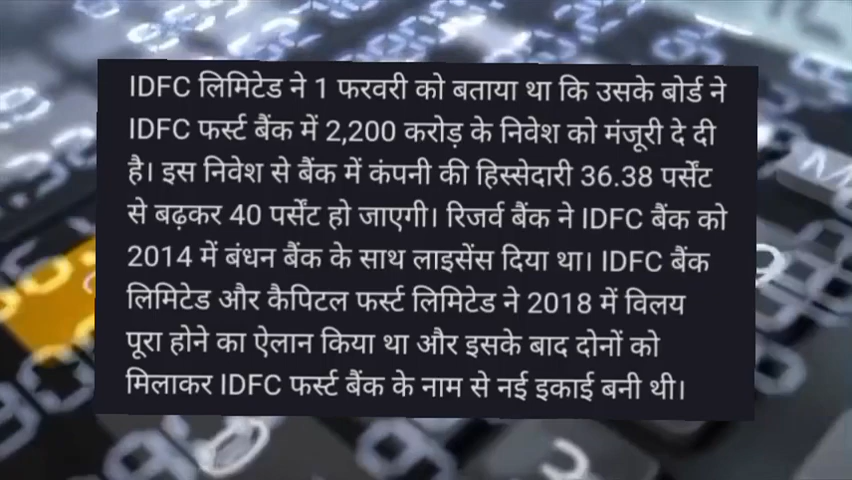 IDFC लिमिटेड ने 1 फरवरी को बताया था कि उसके बोर्ड ने
IDFC फर्स्ट बैंक में 2,200 करोड़ के निवेश को मंजूरी दे दी
है। इस निवेश से बैंक में कंपनी की हिस्सेदारी 36.38 पर्सेंट
से बढ़कर 40 पर्सेंट हो जाएगी। रिजर्व बैंक ने IDFC बैंक को
2014 में बंधन बैंक के साथ लाइसेंस दिया था। IDFC बैंक
लिमिटेड और कैपिटल फर्स्ट लिमिटेड ने 2018 में विलय
पूरा होने का ऐलान किया था और इसके बाद दोनों को
मिलाकर IDFC फर्स्ट बैंक के नाम से नई इकाई बनी थी।